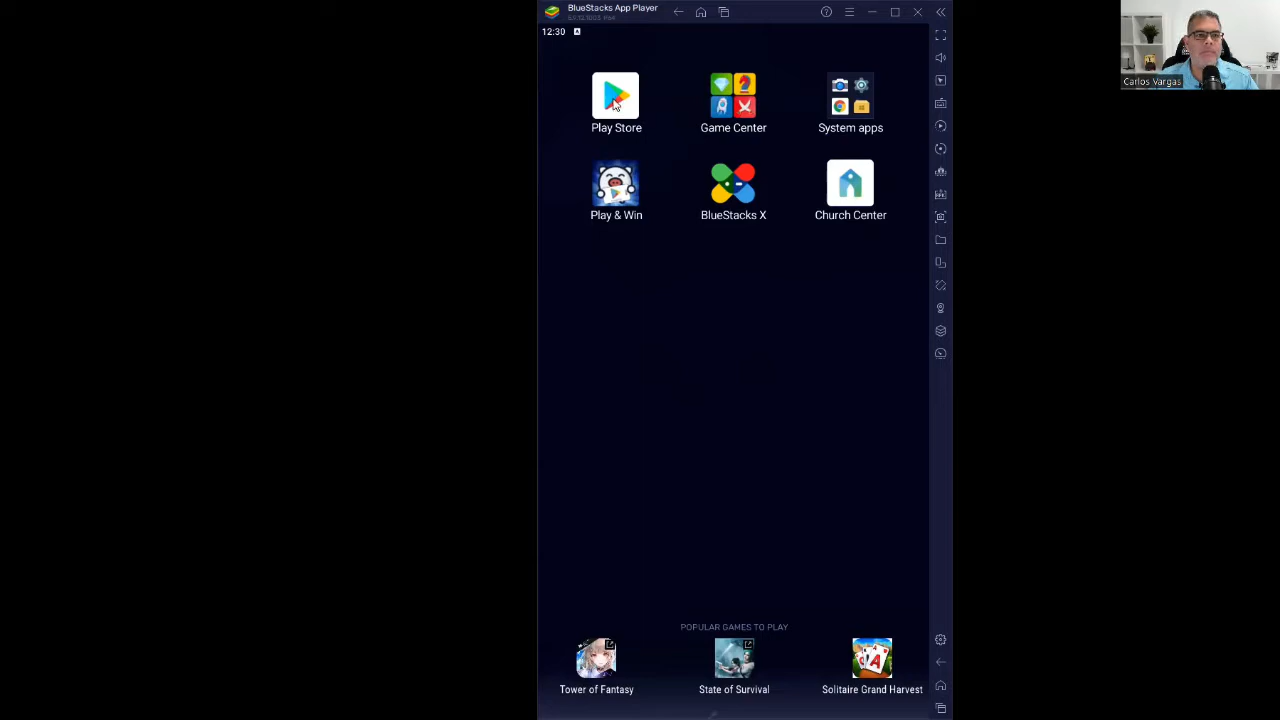 BlueStacks App Player
12:30
Play Store
Game Center
System apps
Play & Win
BlueStacks X
Church Center
POPULAR GAMES TO PLAY
Tower of Fantasy
State of Survival
Solitaire Grand Harvest
Carlos Vargas